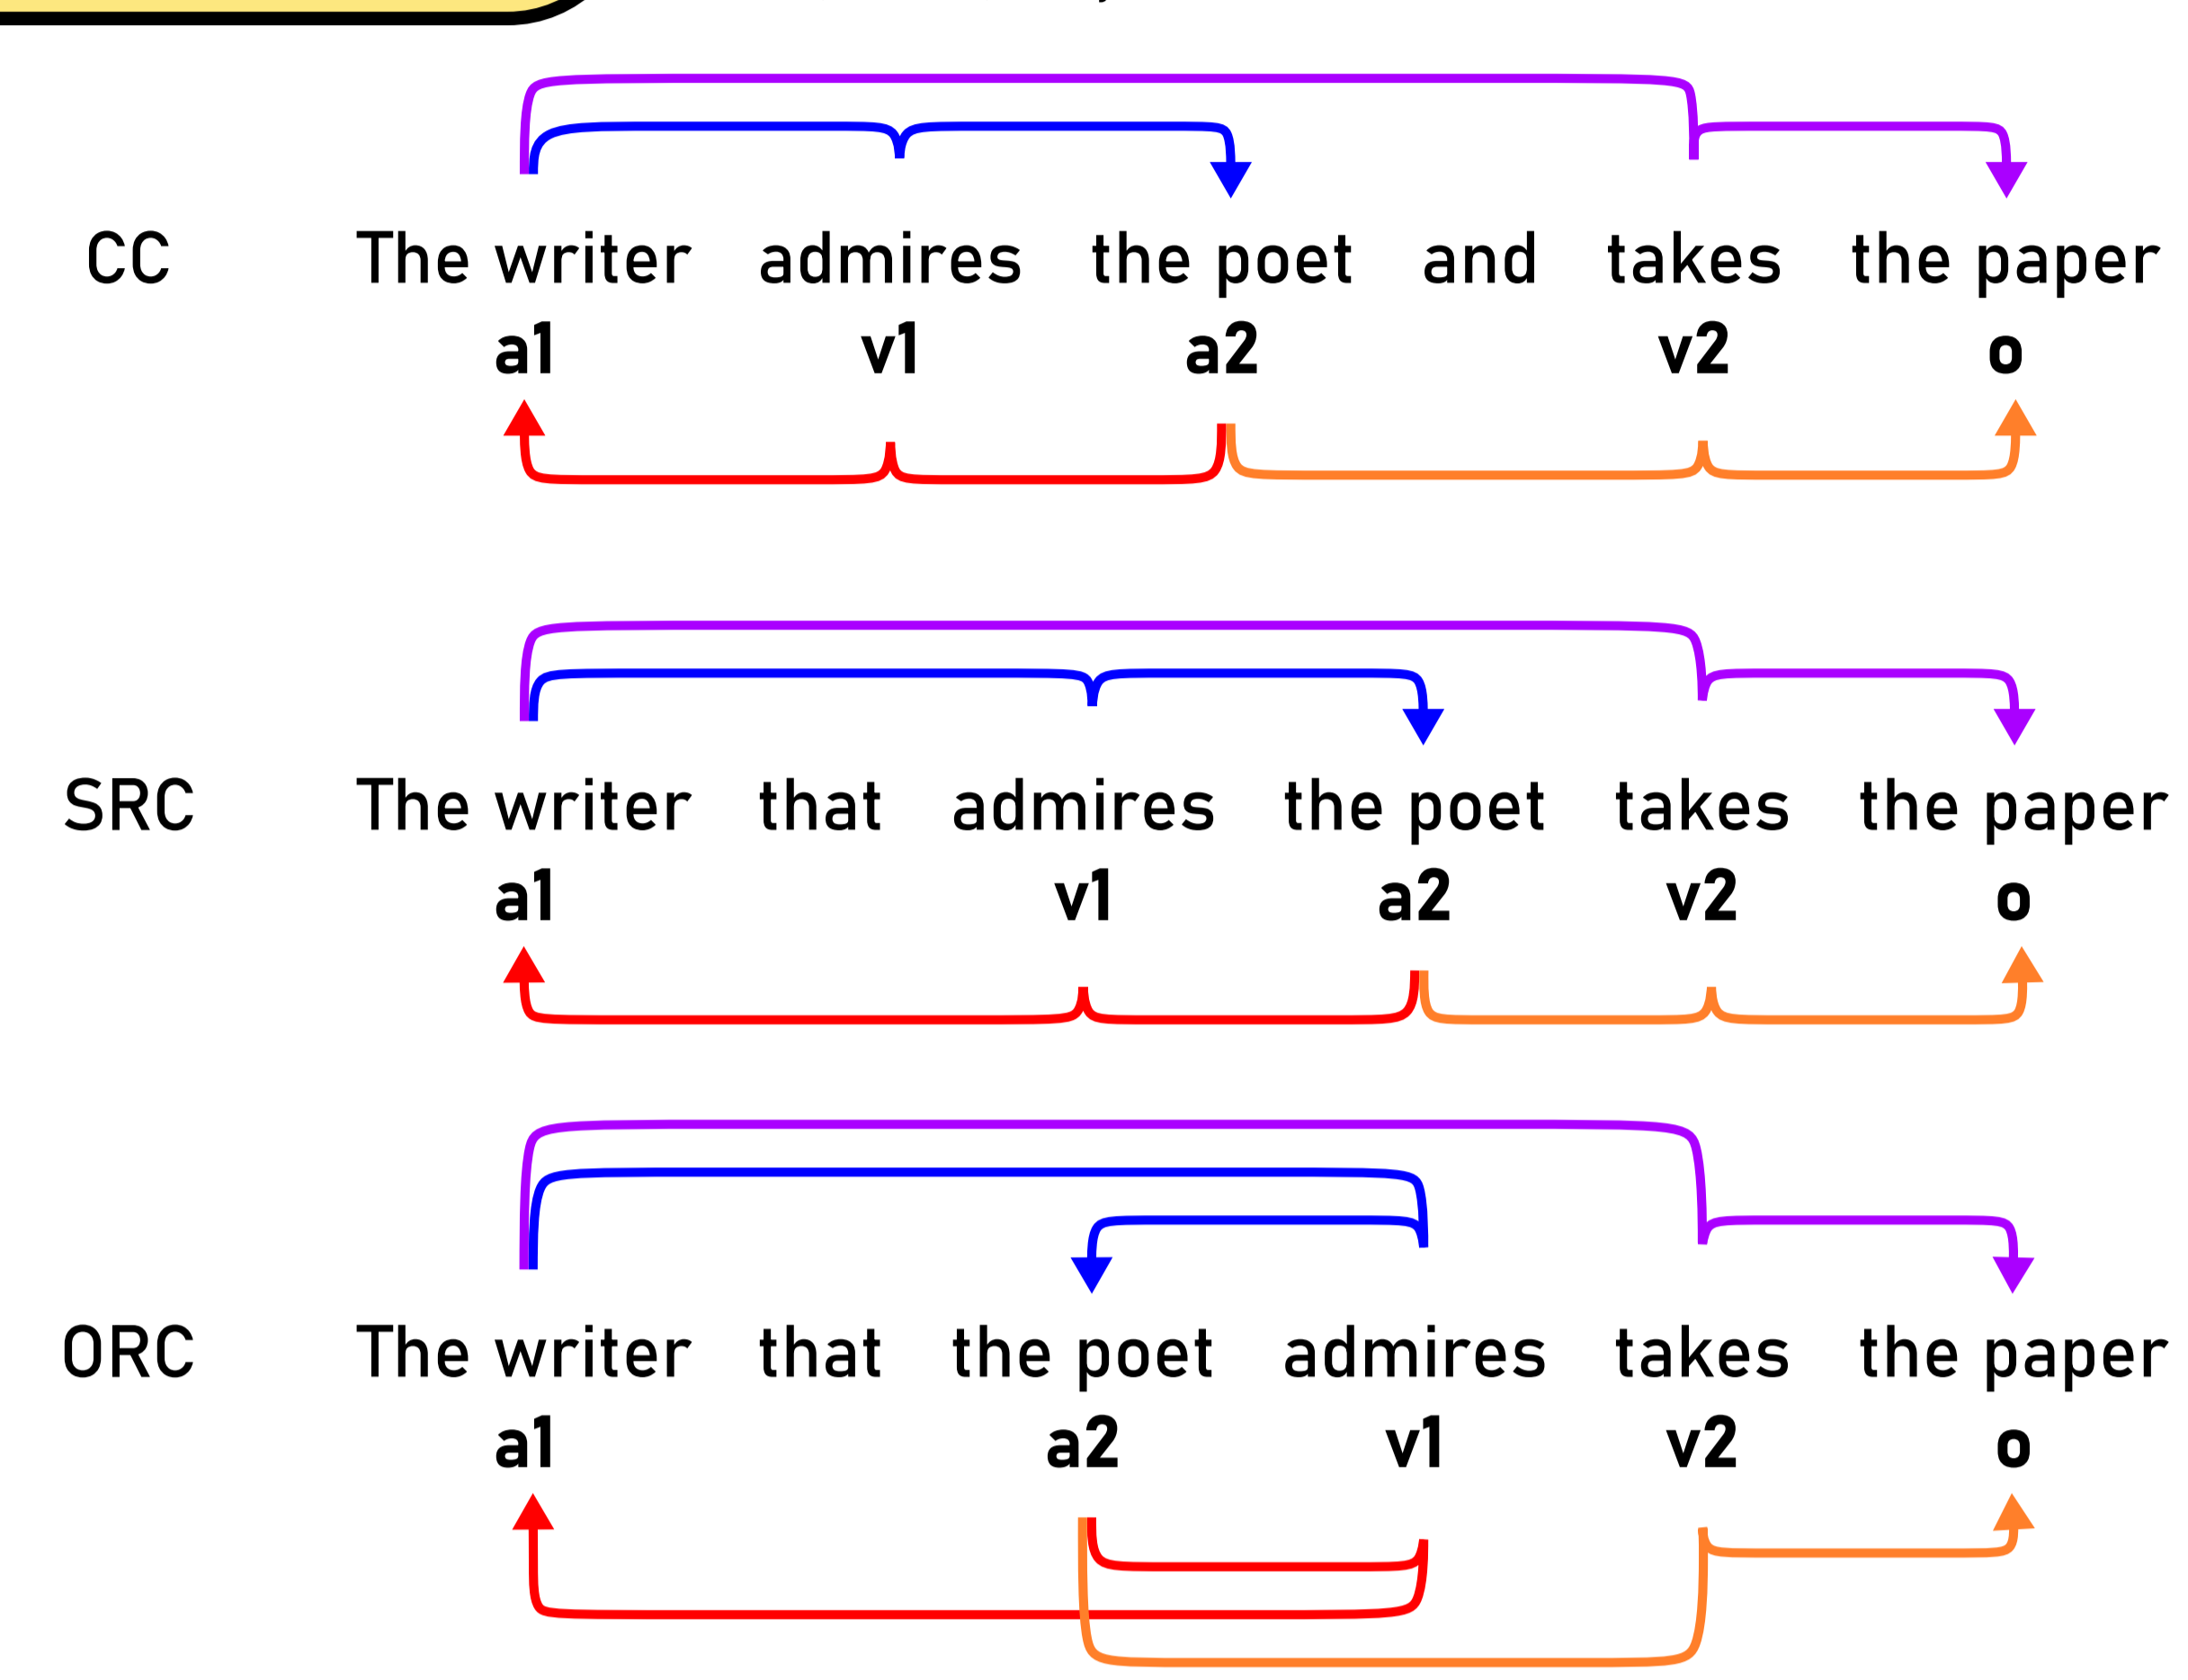 CC The writer admires the poet and takes the paper
a1 v1 a2 v2 o
SRC The writer that admires the poet takes the paper
a1 v1 a2 v2 o
ORC The writer that the poet admires takes the paper
a1 a2 v1 v2 o